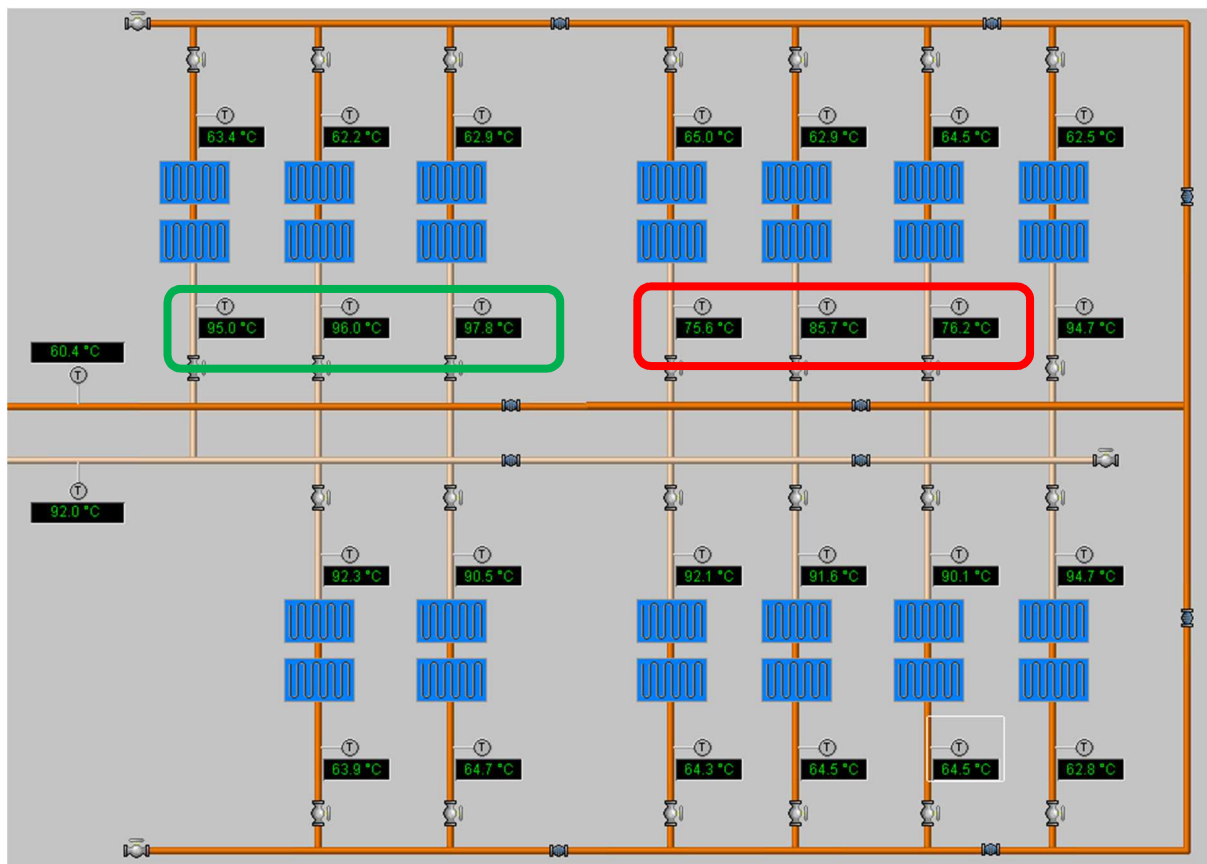 T T T T T T T
63.4 °C 62.2 °C 62.9 °C 65.0 °C 62.9 °C 64.5 °C 62.5 °C
T T T T T T T
95.0 °C 96.0 °C 97.8 °C 75.6 °C 85.7 °C 76.2 °C 94.7 °C
60.4 °C
T
T
92.0 °C
T T T T T T
92.3 °C 90.5 °C 92.1 °C 91.6 °C 90.1 °C 94.7 °C
T T T T T T
63.9 °C 64.7 °C 64.3 °C 64.5 °C 64.5 °C 62.8 °C